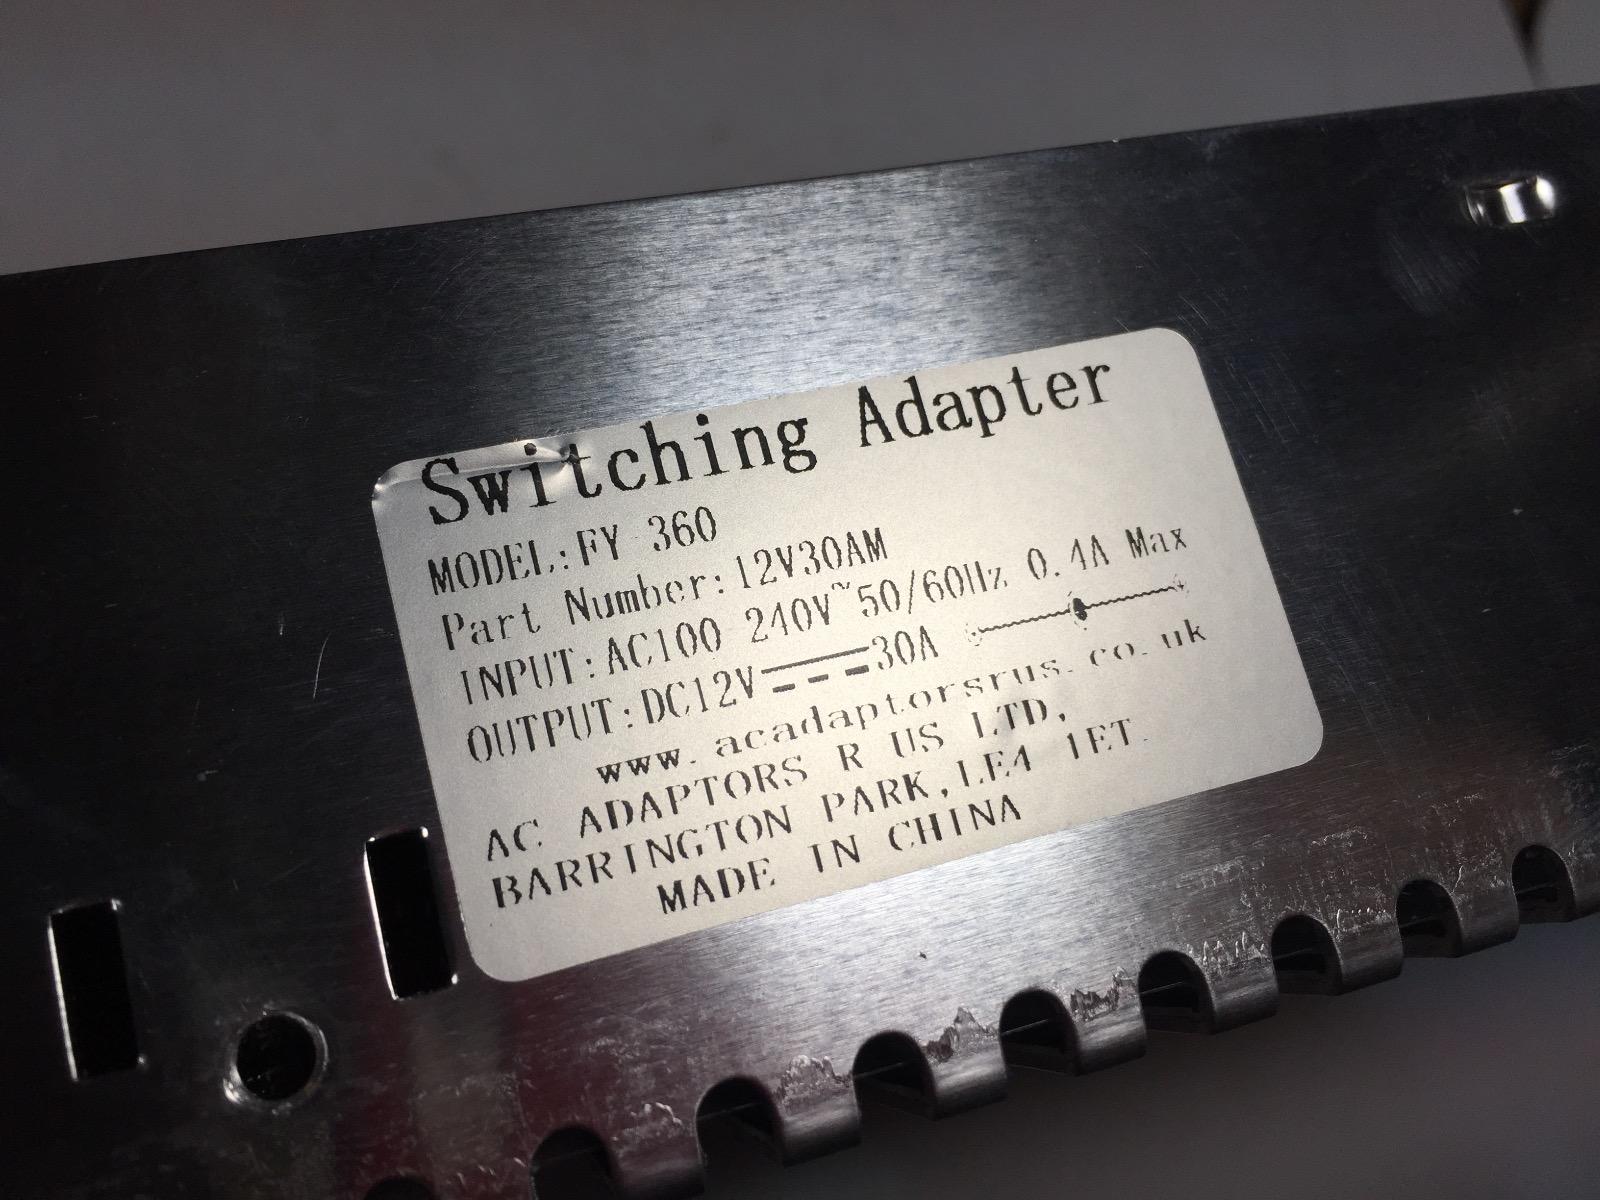 Switching Adapter
MODEL:FY 360
Part Number:12V30AM
INPUT:AC100 240V~50/60Hz 0.4A Max
OUTPUT:DC12V 30A
www.acadaptorsrus.co.uk
AC ADAPTORS R US LTD,
BARRINGTON PARK,LE4 1ET.
MADE IN CHINA